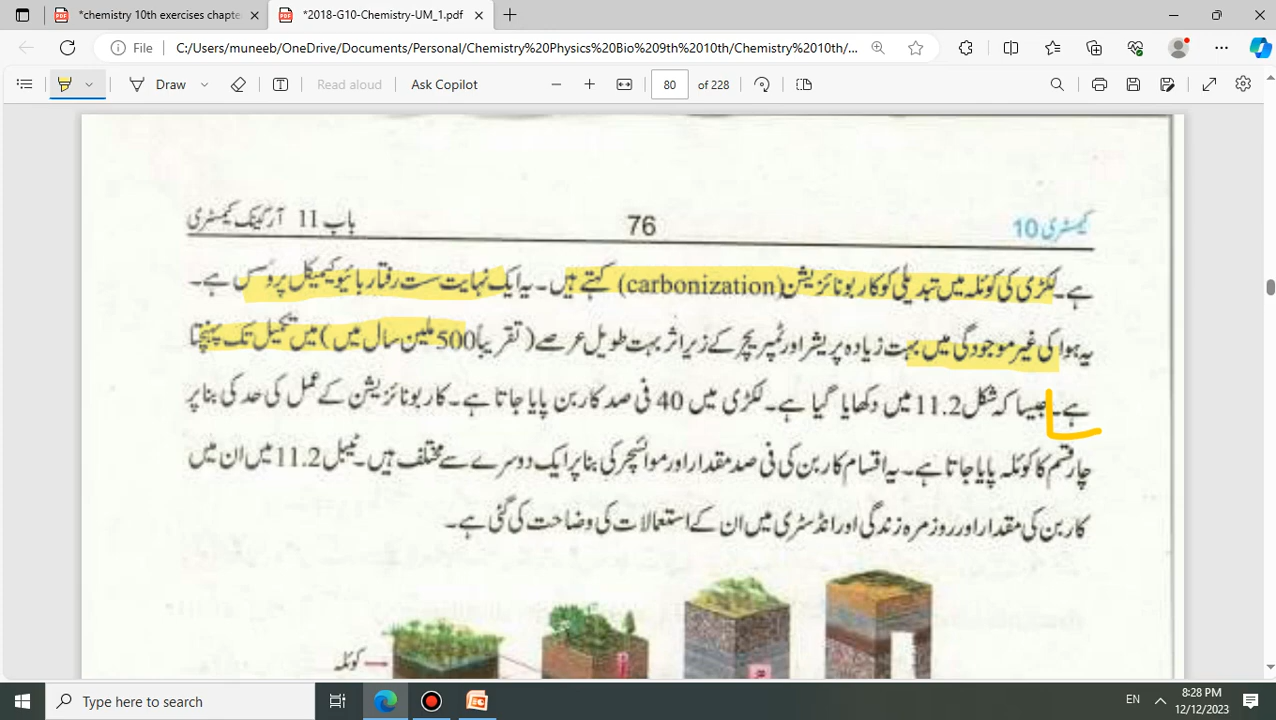 *chemistry 10th exercises chapte
*2018-G10-Chemistry-UM_1.pdf
File
C:/Users/muneeb/OneDrive/Documents/Personal/Chemistry%20Physics%20Bio%209th%2010th/Chemistry%2010th/...
Draw
Read aloud
Ask Copilot
80 of 228
کیمسٹری 10
76
باب 11 آرگینک کیمسٹری
ہے۔ لکڑی کی کوئلہ میں تبدیلی کو کاربونائزیشن (carbonization) کہتے ہیں۔ یہ ایک نہایت سست رفتار بائیو کیمیکل پروسس ہے۔
یہ ہوا کی غیر موجودگی میں بہت زیادہ پریشر اور ٹمپریچر کے زیر اثر بہت طویل عرصے (تقریباً 500 ملین سال میں) میں تکمیل تک پہنچتا
ہے۔ جیسا کہ شکل 11.2 میں دکھایا گیا ہے۔ لکڑی میں 40 فی صد کاربن پایا جاتا ہے۔ کاربونائزیشن کے عمل کی حد کی بنا پر
چار قسم کا کوئلہ پایا جاتا ہے۔ یہ اقسام کاربن کی فی صد مقدار اور موائسچر کی بنا پر ایک دوسرے سے مختلف ہیں۔ ٹیبل 11.2 میں ان میں
کاربن کی مقدار اور روز مرہ زندگی اور انڈسٹری میں ان کے استعمالات کی وضاحت کی گئی ہے۔
کوئلہ
Type here to search
EN
8:28 PM
12/12/2023